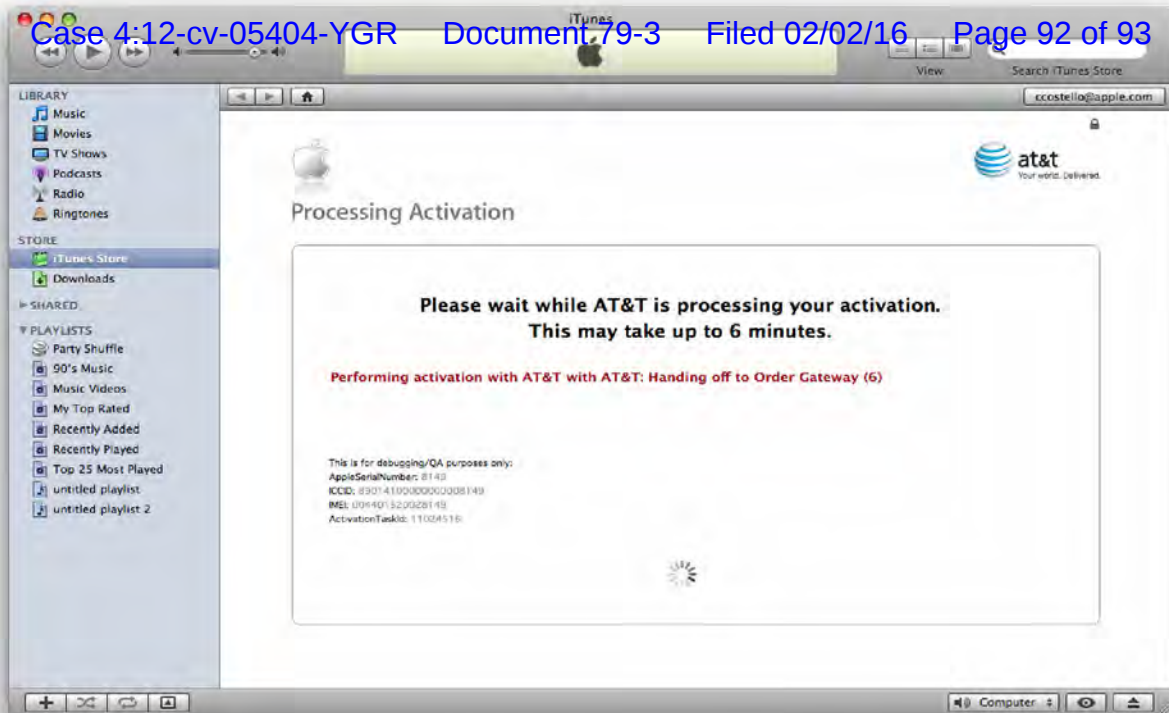 iTunes
Case 4:12-cv-05404-YGR Document 79-3 Filed 02/02/16 Page 92 of 93
View
Search iTunes Store
LIBRARY
Music
Movies
TV Shows
Podcasts
Radio
Ringtones
STORE
iTunes Store
Downloads
SHARED
PLAYLISTS
Party Shuffle
90's Music
Music Videos
My Top Rated
Recently Added
Recently Played
Top 25 Most Played
untitled playlist
untitled playlist 2
ccostello@apple.com
at&t
Your world. Delivered.
Processing Activation
Please wait while AT&T is processing your activation.
This may take up to 6 minutes.
Performing activation with AT&T with AT&T: Handing off to Order Gateway (6)
This is for debugging/QA purposes only:
AppleSerialNumber: 8149
ICCID:
IMEI:
ActivationTaskId: 11024516
Computer